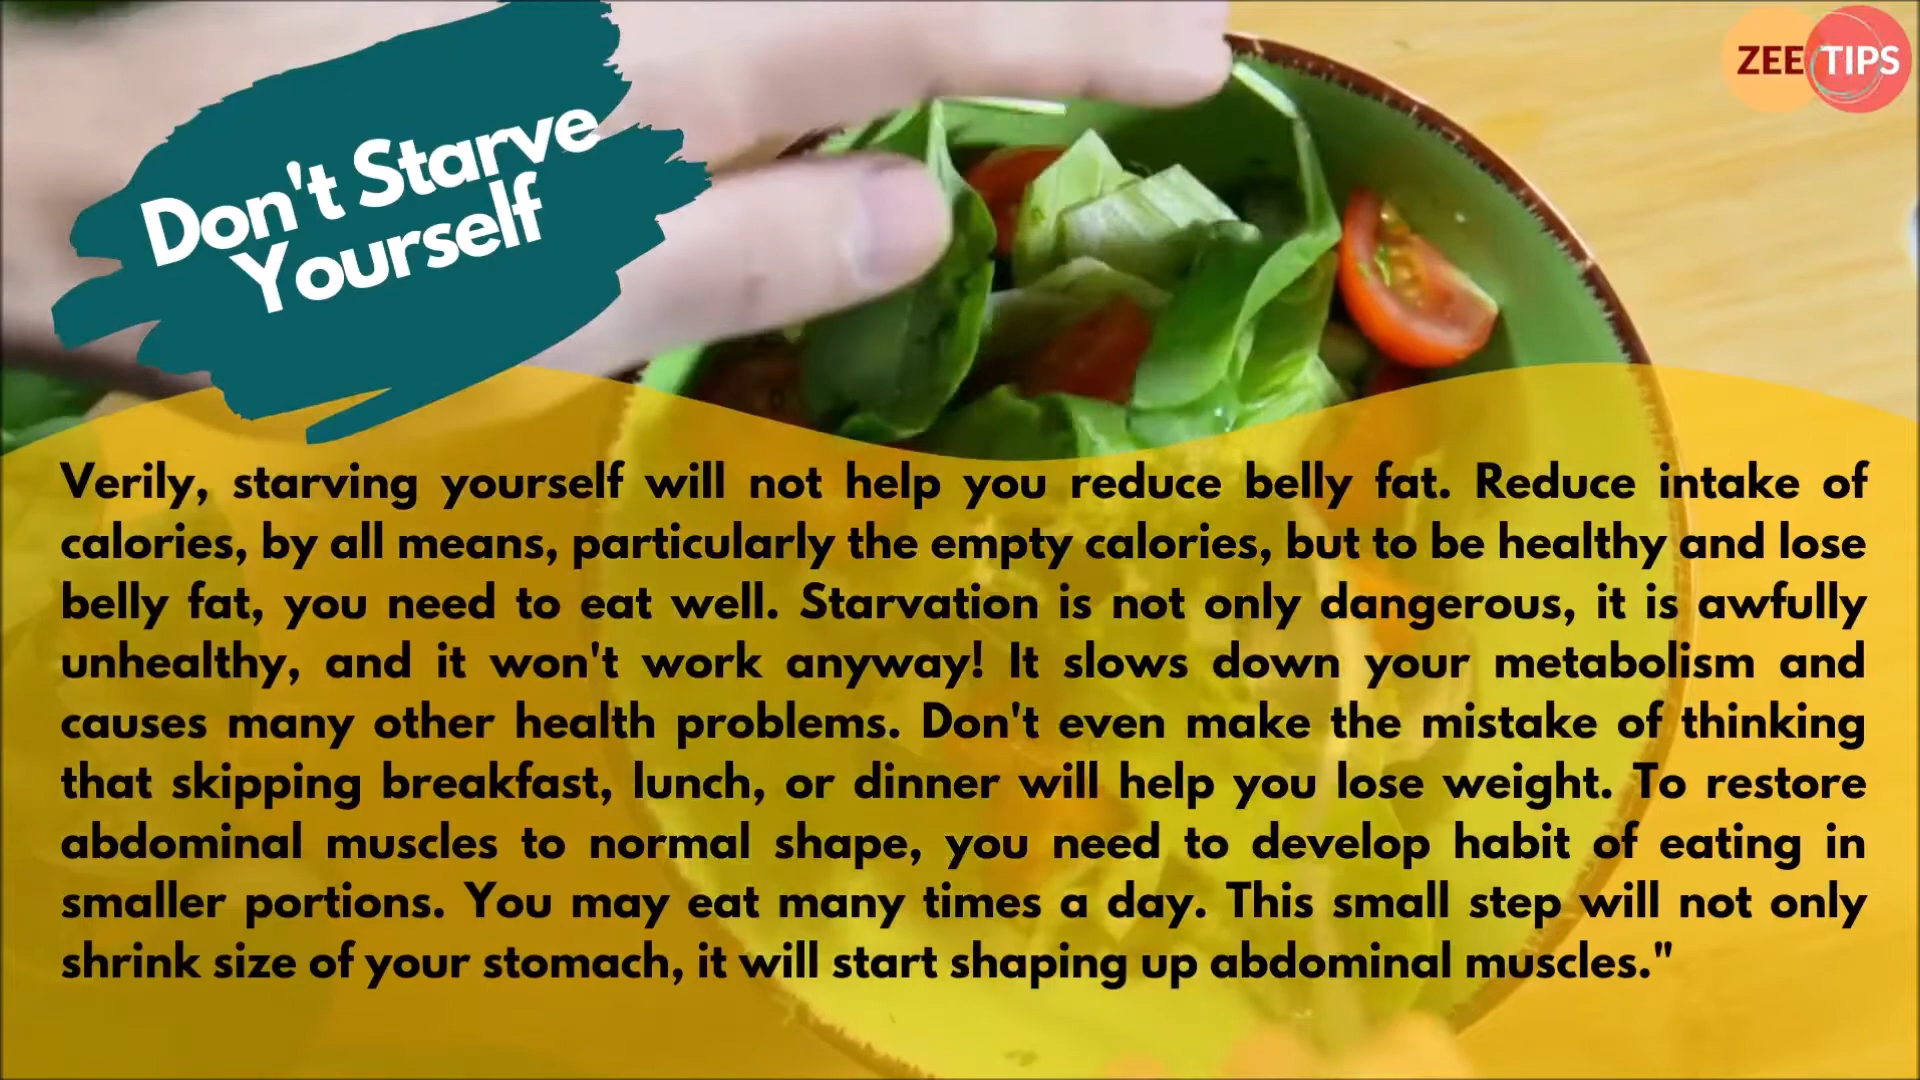 Don't Starve
Yourself
ZEE TIPS
Verily, starving yourself will not help you reduce belly fat. Reduce intake of
calories, by all means, particularly the empty calories, but to be healthy and lose
belly fat, you need to eat well. Starvation is not only dangerous, it is awfully
unhealthy, and it won't work anyway! It slows down your metabolism and
causes many other health problems. Don't even make the mistake of thinking
that skipping breakfast, lunch, or dinner will help you lose weight. To restore
abdominal muscles to normal shape, you need to develop habit of eating in
smaller portions. You may eat many times a day. This small step will not only
shrink size of your stomach, it will start shaping up abdominal muscles."